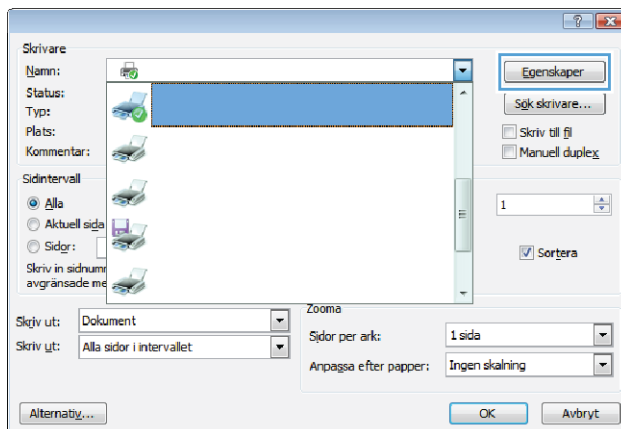 Skrivare
Namn:
Egenskaper
Status:
Sök skrivare...
Typ:
Plats:
Skriv till fil
Kommentar:
Manuell duplex
Sidintervall
Alla
1
Aktuell sida
Sidor:
Sortera
Skriv in
avgränsade
Zooma
Skriv ut: Dokument
Sidor per ark: 1 sida
Skriv ut: Alla sidor i intervallet
Anpassa efter papper: Ingen skalning
Alternativ...
OK
Avbryt